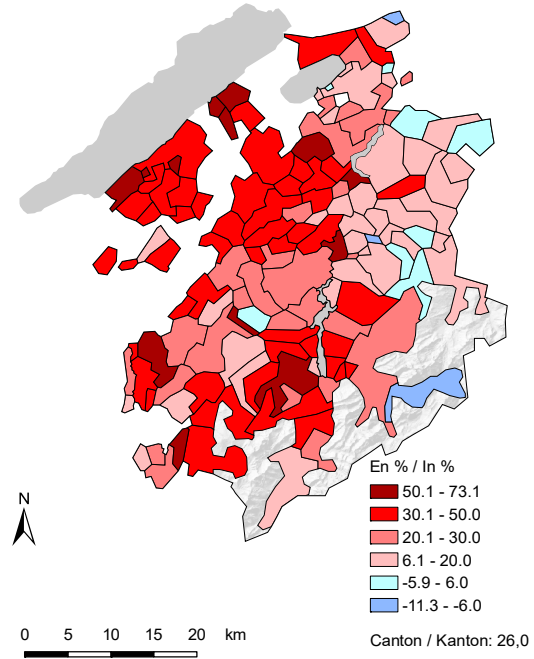 En % / In %
50.1 - 73.1
30.1 - 50.0
20.1 - 30.0
6.1 - 20.0
-5.9 - 6.0
-11.3 - -6.0
Canton / Kanton: 26,0
N
0 5 10 15 20 km